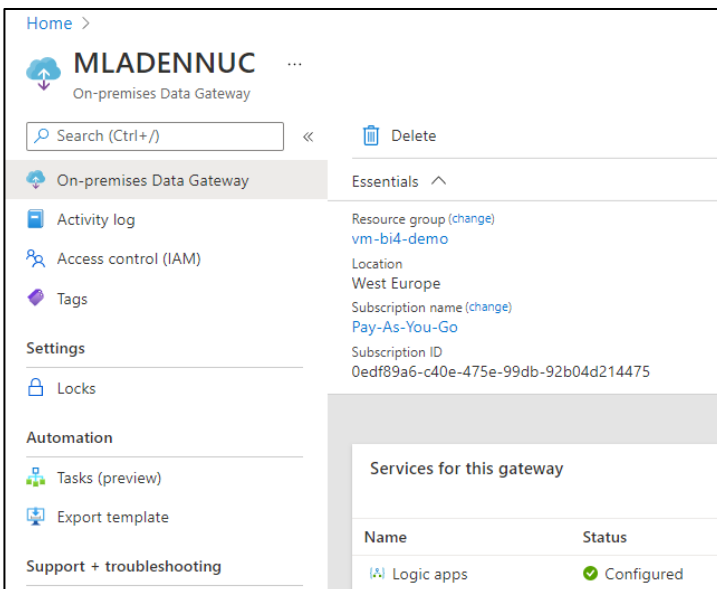 Home >
MLADENNUC ...
On-premises Data Gateway
Search (Ctrl+/) «
On-premises Data Gateway
Activity log
Access control (IAM)
Tags
Settings
Locks
Automation
Tasks (preview)
Export template
Support + troubleshooting
Delete
Essentials
Resource group (change)
vm-bi4-demo
Location
West Europe
Subscription name (change)
Pay-As-You-Go
Subscription ID
0edf89a6-c40e-475e-99db-92b04d214475
Services for this gateway
Name Status
Logic apps Configured